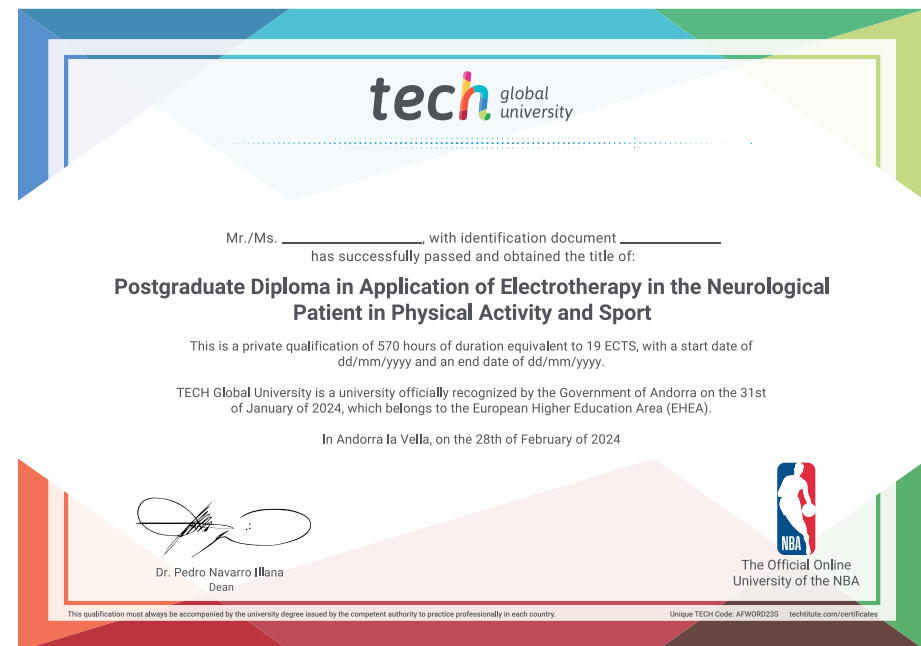 tech global university
Mr./Ms. ____________, with identification document ____________
has successfully passed and obtained the title of:
Postgraduate Diploma in Application of Electrotherapy in the Neurological
Patient in Physical Activity and Sport
This is a private qualification of 570 hours of duration equivalent to 19 ECTS, with a start date of
dd/mm/yyyy and an end date of dd/mm/yyyy.
TECH Global University is a university officially recognized by the Government of Andorra on the 31st
of January of 2024, which belongs to the European Higher Education Area (EHEA).
In Andorra la Vella, on the 28th of February of 2024
Dr. Pedro Navarro Illana
Dean
NBA
The Official Online
University of the NBA
This qualification must always be accompanied by the university degree issued by the competent authority to practice professionally in each country.
Unique TECH Code: AFWORD23S techtitute.com/certificates